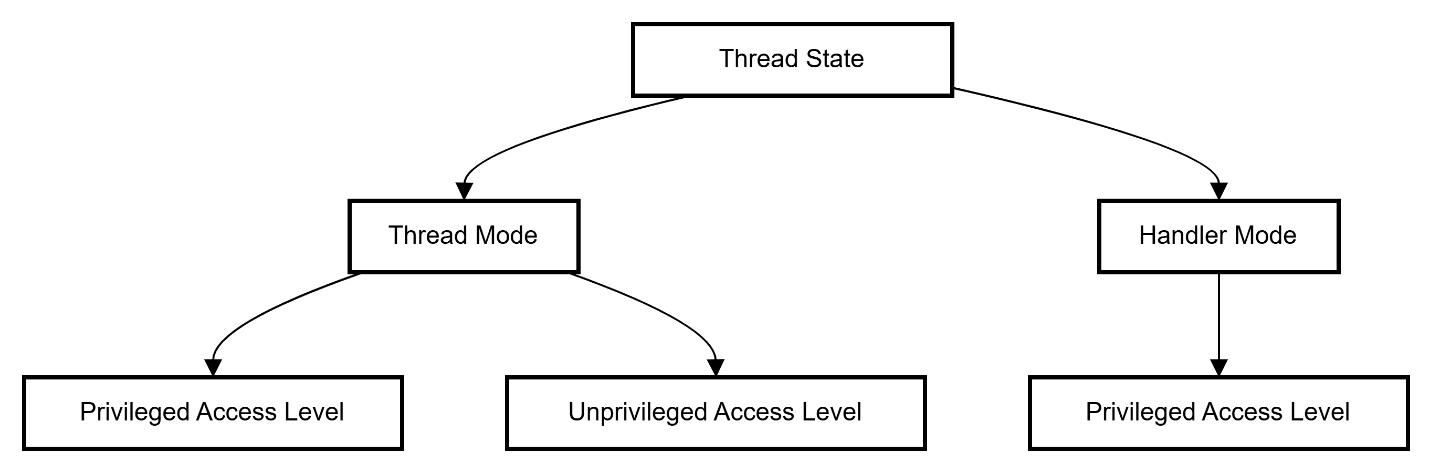 Thread State
Thread Mode
Handler Mode
Privileged Access Level
Unprivileged Access Level
Privileged Access Level